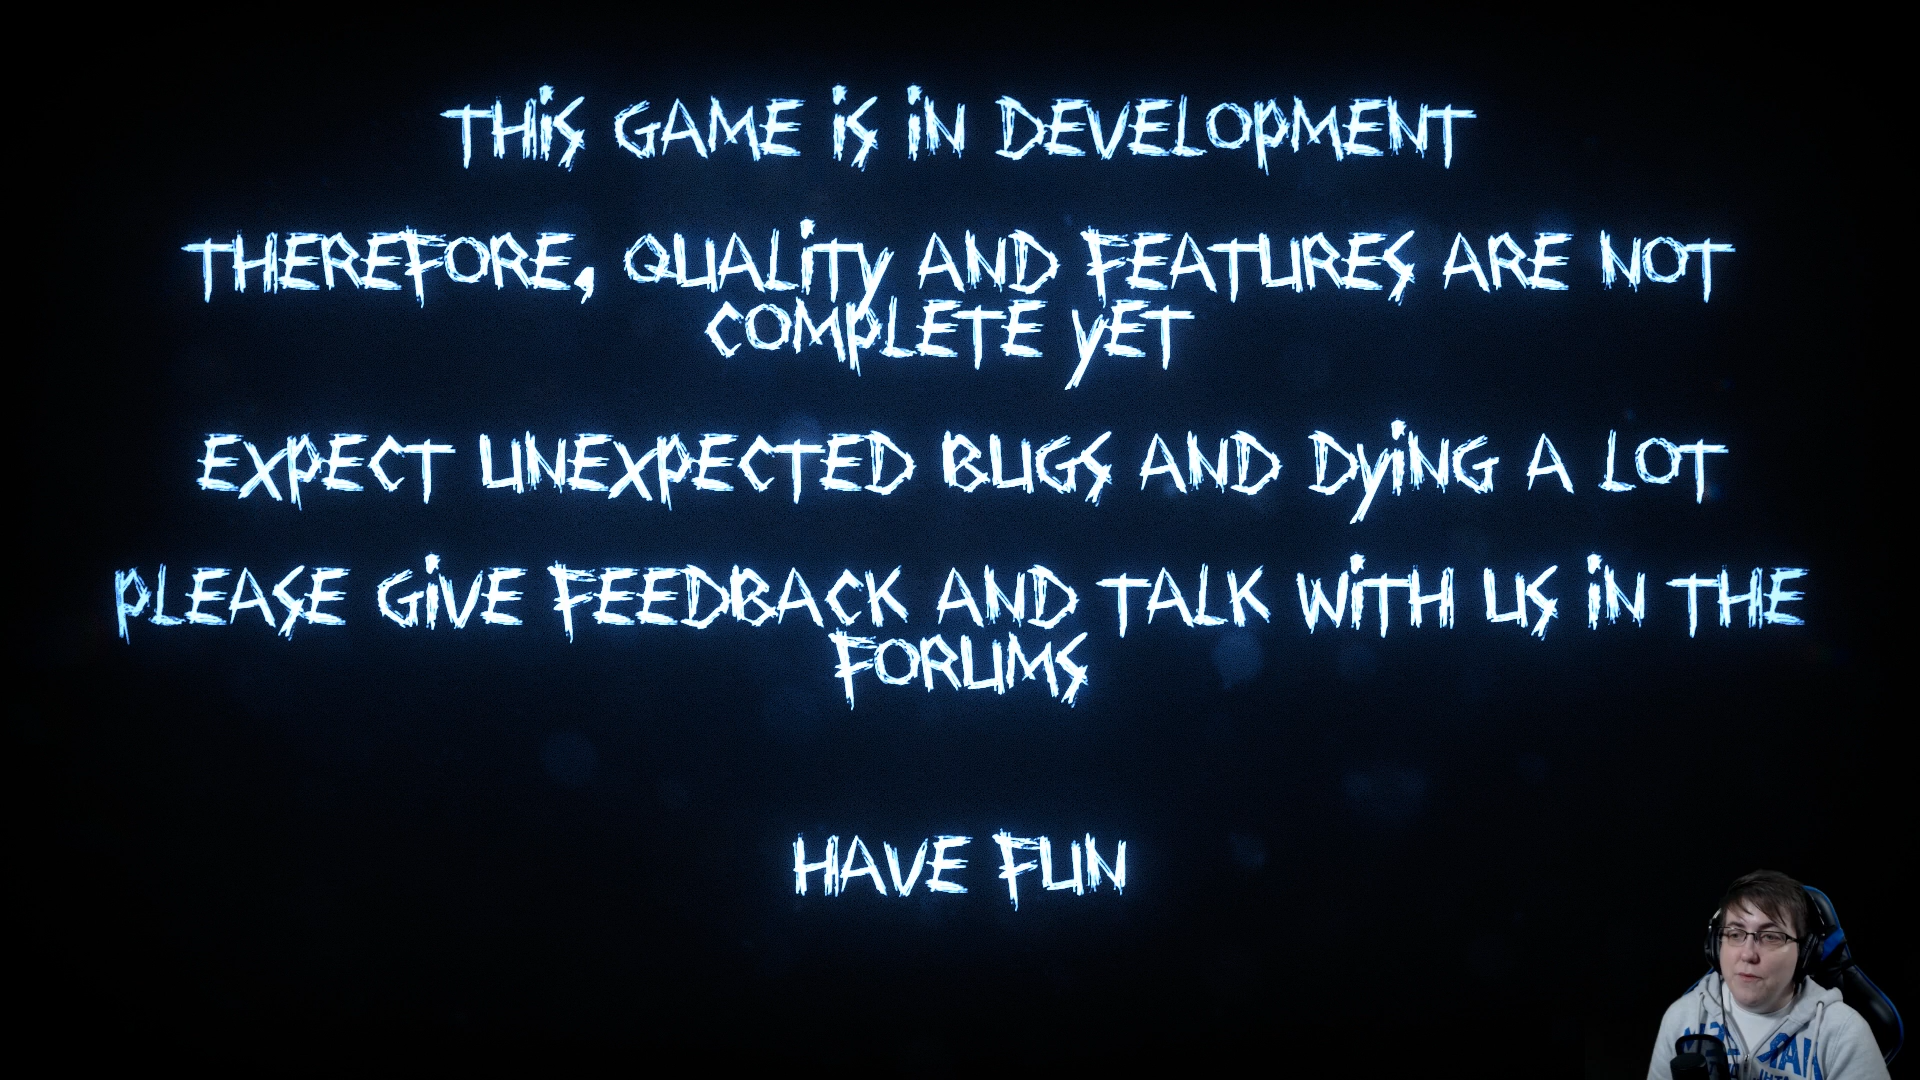 THIS GAME IS IN DEVELOPMENT
THEREFORE, QUALITY AND FEATURES ARE NOT
COMPLETE YET
EXPECT UNEXPECTED BUGS AND DYING A LOT
PLEASE GIVE FEEDBACK AND TALK WITH US IN THE
FORUMS
HAVE FUN